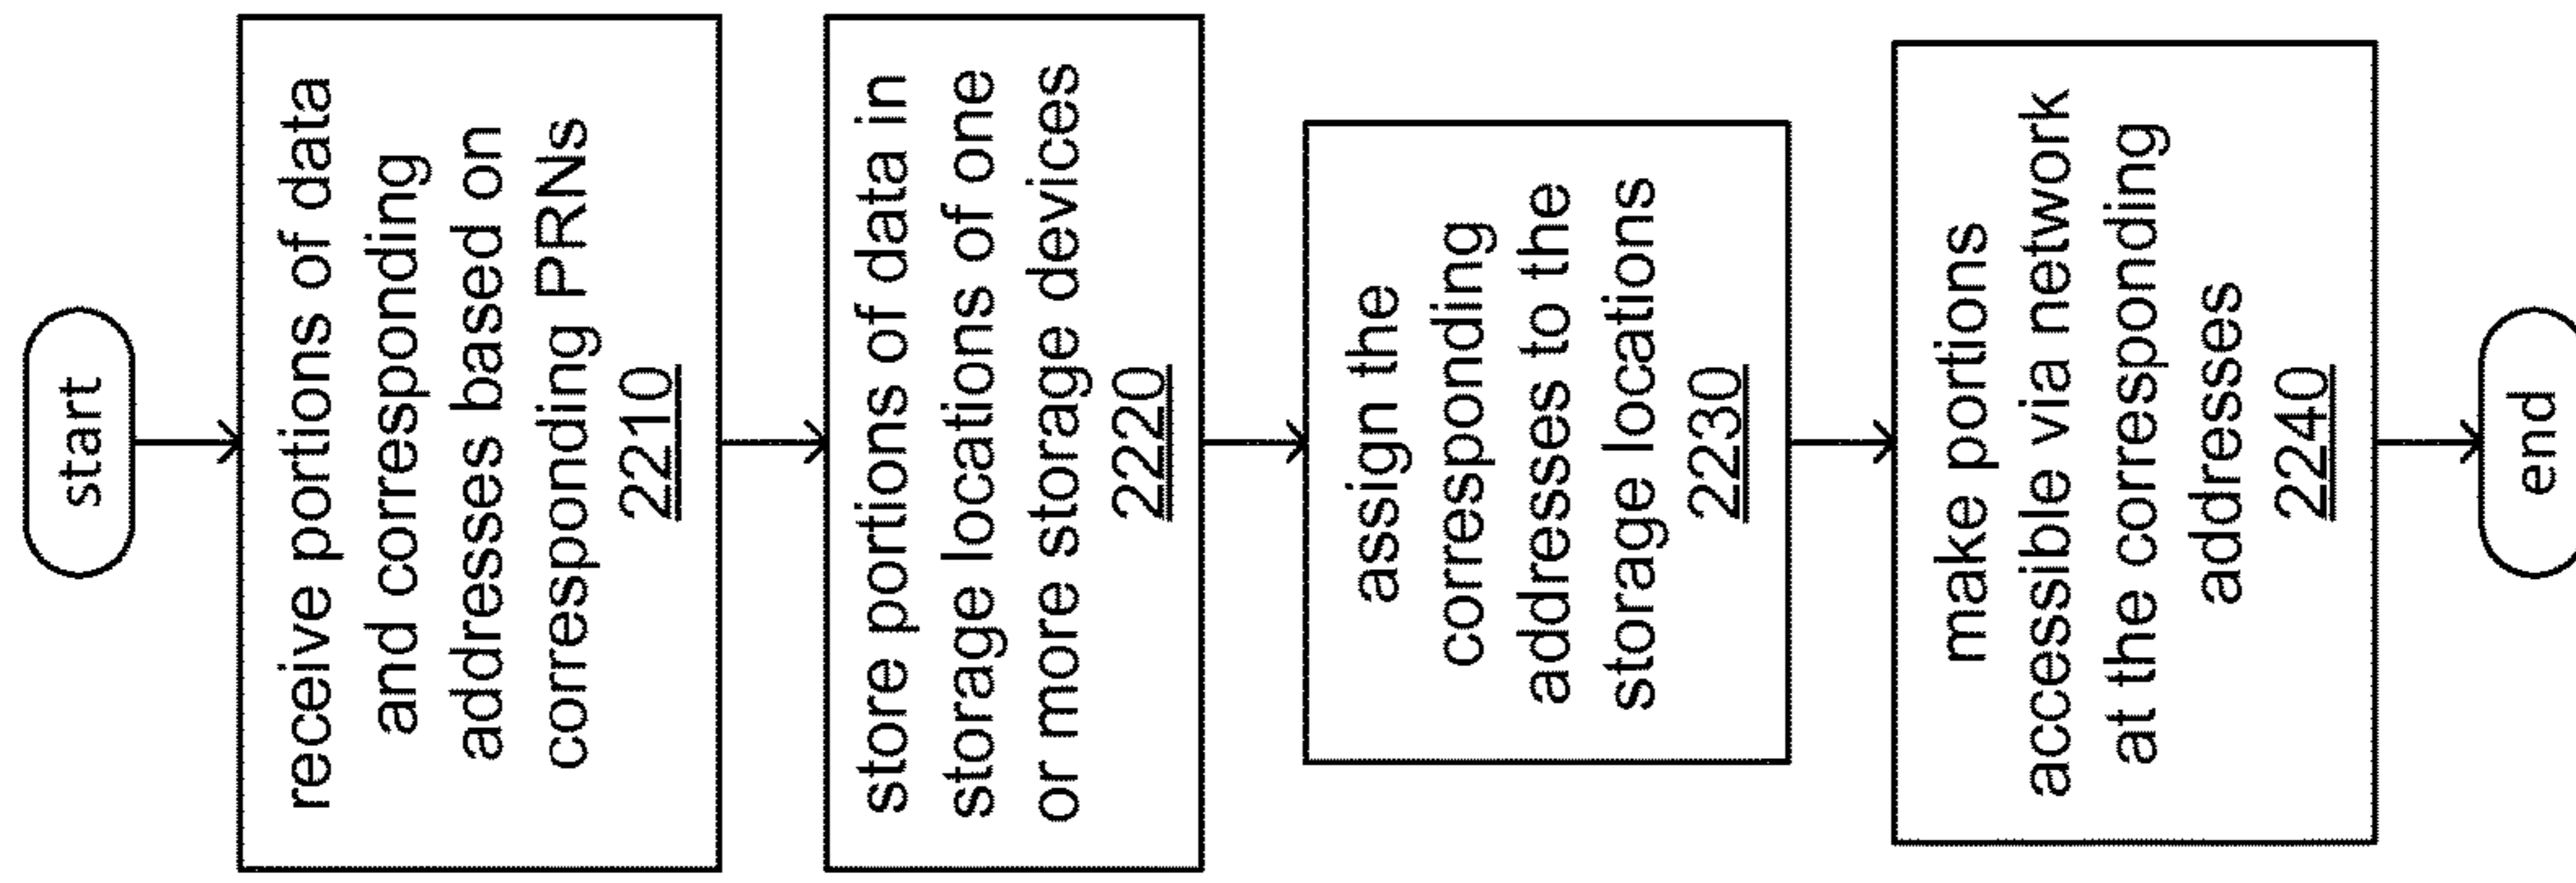 start
receive portions of data
and corresponding
addresses based on
corresponding PRNs
2210
store portions of data in
storage locations of one
or more storage devices
2220
assign the
corresponding
addresses to the
storage locations
2230
make portions
accessible via network
at the corresponding
addresses
2240
end